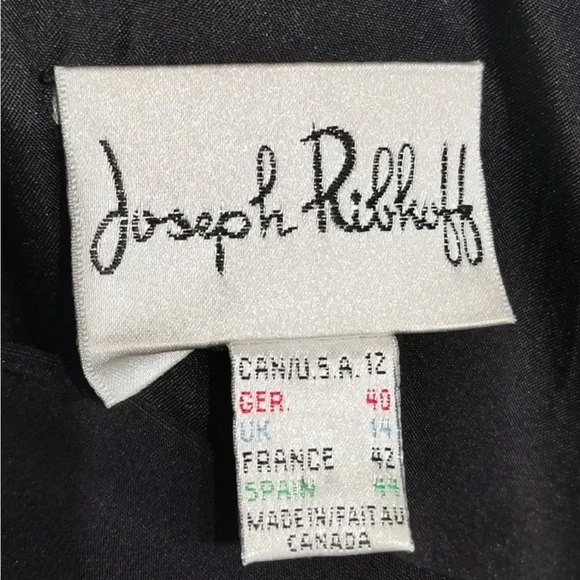 Joseph Ribkoff
CAN/U.S.A. 12
GER. 40
UK 14
FRANCE 42
SPAIN 44
MADE IN/FAIT AU
CANADA